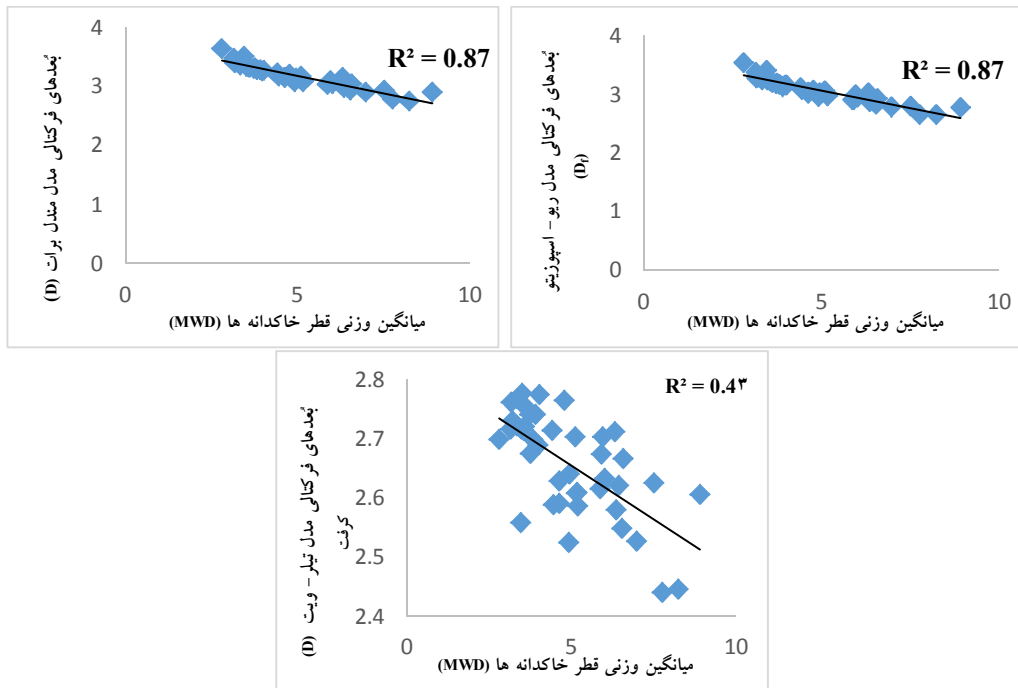 4
3
2
1
0
0
5
10
R² = 0.87
بُعدهای فرکتالی مدل مندل برات (D)
میانگین وزنی قطر خاکدانه ها (MWD)
4
3
2
1
0
0
5
10
R² = 0.87
بُعدهای فرکتالی مدل ریو- اسپوزیتو
(Df)
میانگین وزنی قطر خاکدانه ها (MWD)
2.8
2.7
2.6
2.5
2.4
0
5
10
R² = 0.4۳
بُعدهای فرکتالی مدل تیلر- ویت
کرفت (D)
میانگین وزنی قطر خاکدانه ها (MWD)